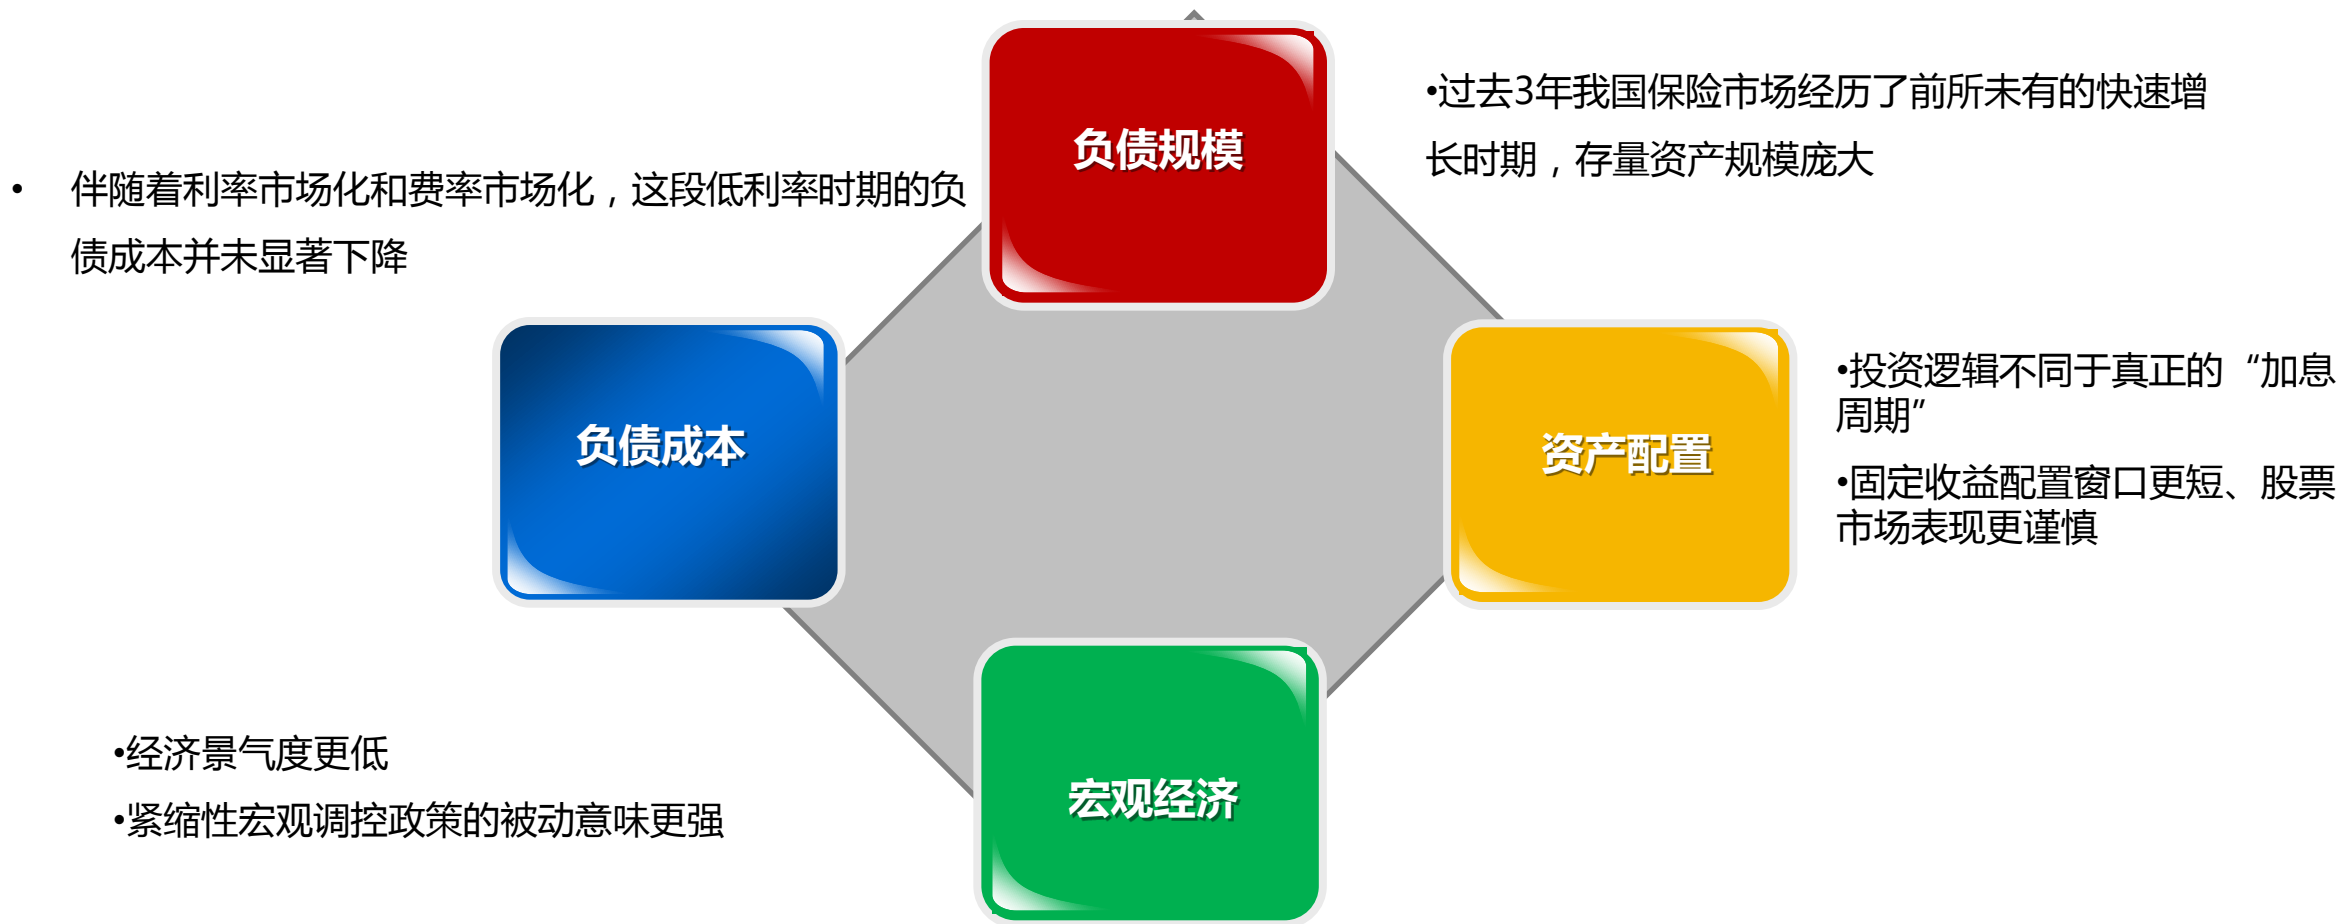 负债规模
•过去3年我国保险市场经历了前所未有的快速增
长时期，存量资产规模庞大
• 伴随着利率市场化和费率市场化，这段低利率时期的负
债成本并未显著下降
负债成本
资产配置
•投资逻辑不同于真正的“加息
周期”
•固定收益配置窗口更短、股票
市场表现更谨慎
•经济景气度更低
•紧缩性宏观调控政策的被动意味更强
宏观经济